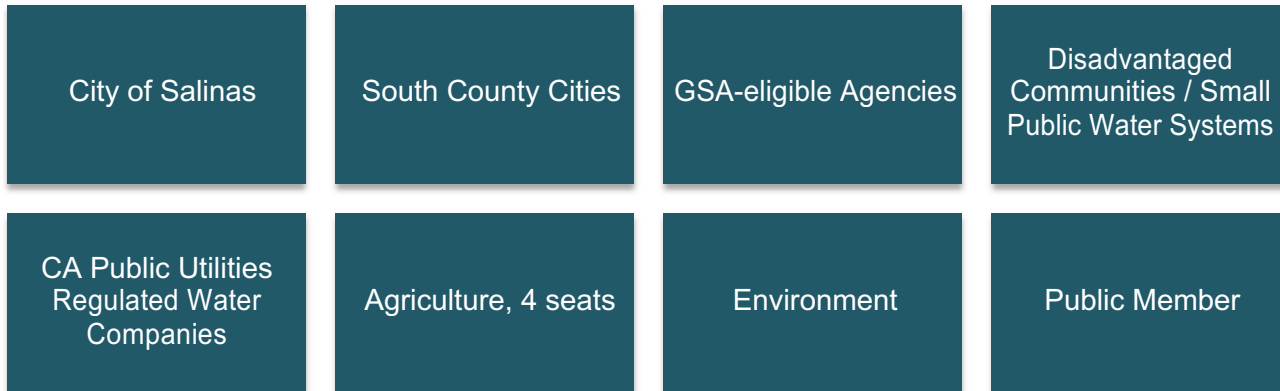 City of Salinas
South County Cities
GSA-eligible Agencies
Disadvantaged
Communities / Small
Public Water Systems
CA Public Utilities
Regulated Water
Companies
Agriculture, 4 seats
Environment
Public Member